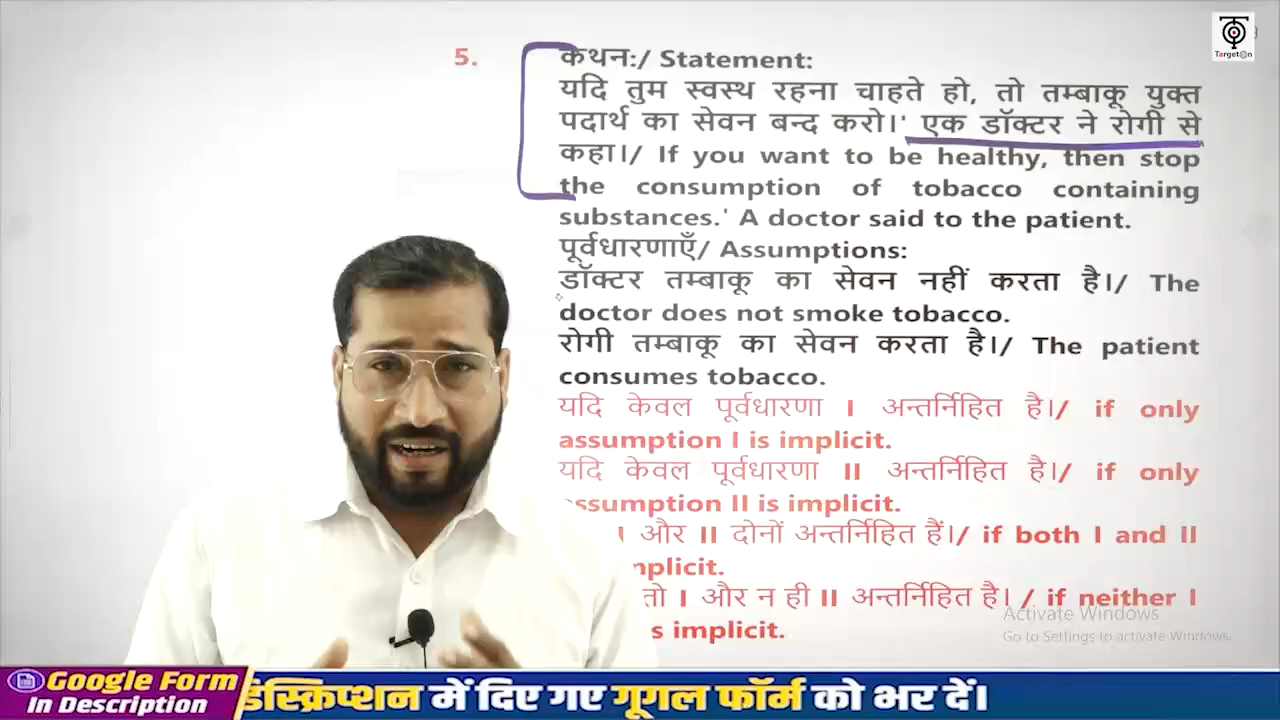 5.
कथन:/ Statement:
यदि तुम स्वस्थ रहना चाहते हो, तो तम्बाकू युक्त
पदार्थ का सेवन बन्द करो।' एक डॉक्टर ने रोगी से
कहा।/ If you want to be healthy, then stop
the consumption of tobacco containing
substances.' A doctor said to the patient.
पूर्वधारणाएँ/ Assumptions:
डॉक्टर तम्बाकू का सेवन नहीं करता है।/ The
doctor does not smoke tobacco.
रोगी तम्बाकू का सेवन करता है।/ The patient
consumes tobacco.
यदि केवल पूर्वधारणा I अन्तर्निहित है।/ if only
assumption I is implicit.
यदि केवल पूर्वधारणा II अन्तर्निहित है।/ if only
assumption II is implicit.
I और II दोनों अन्तर्निहित हैं।/ if both I and II
implicit.
तो I और न ही II अन्तर्निहित है। / if neither I
is implicit.
Target@n
Activate Windows
Go to Settings to activate Windows.
Google Form
In Description
डिस्क्रिप्शन में दिए गए गूगल फॉर्म को भर दें।